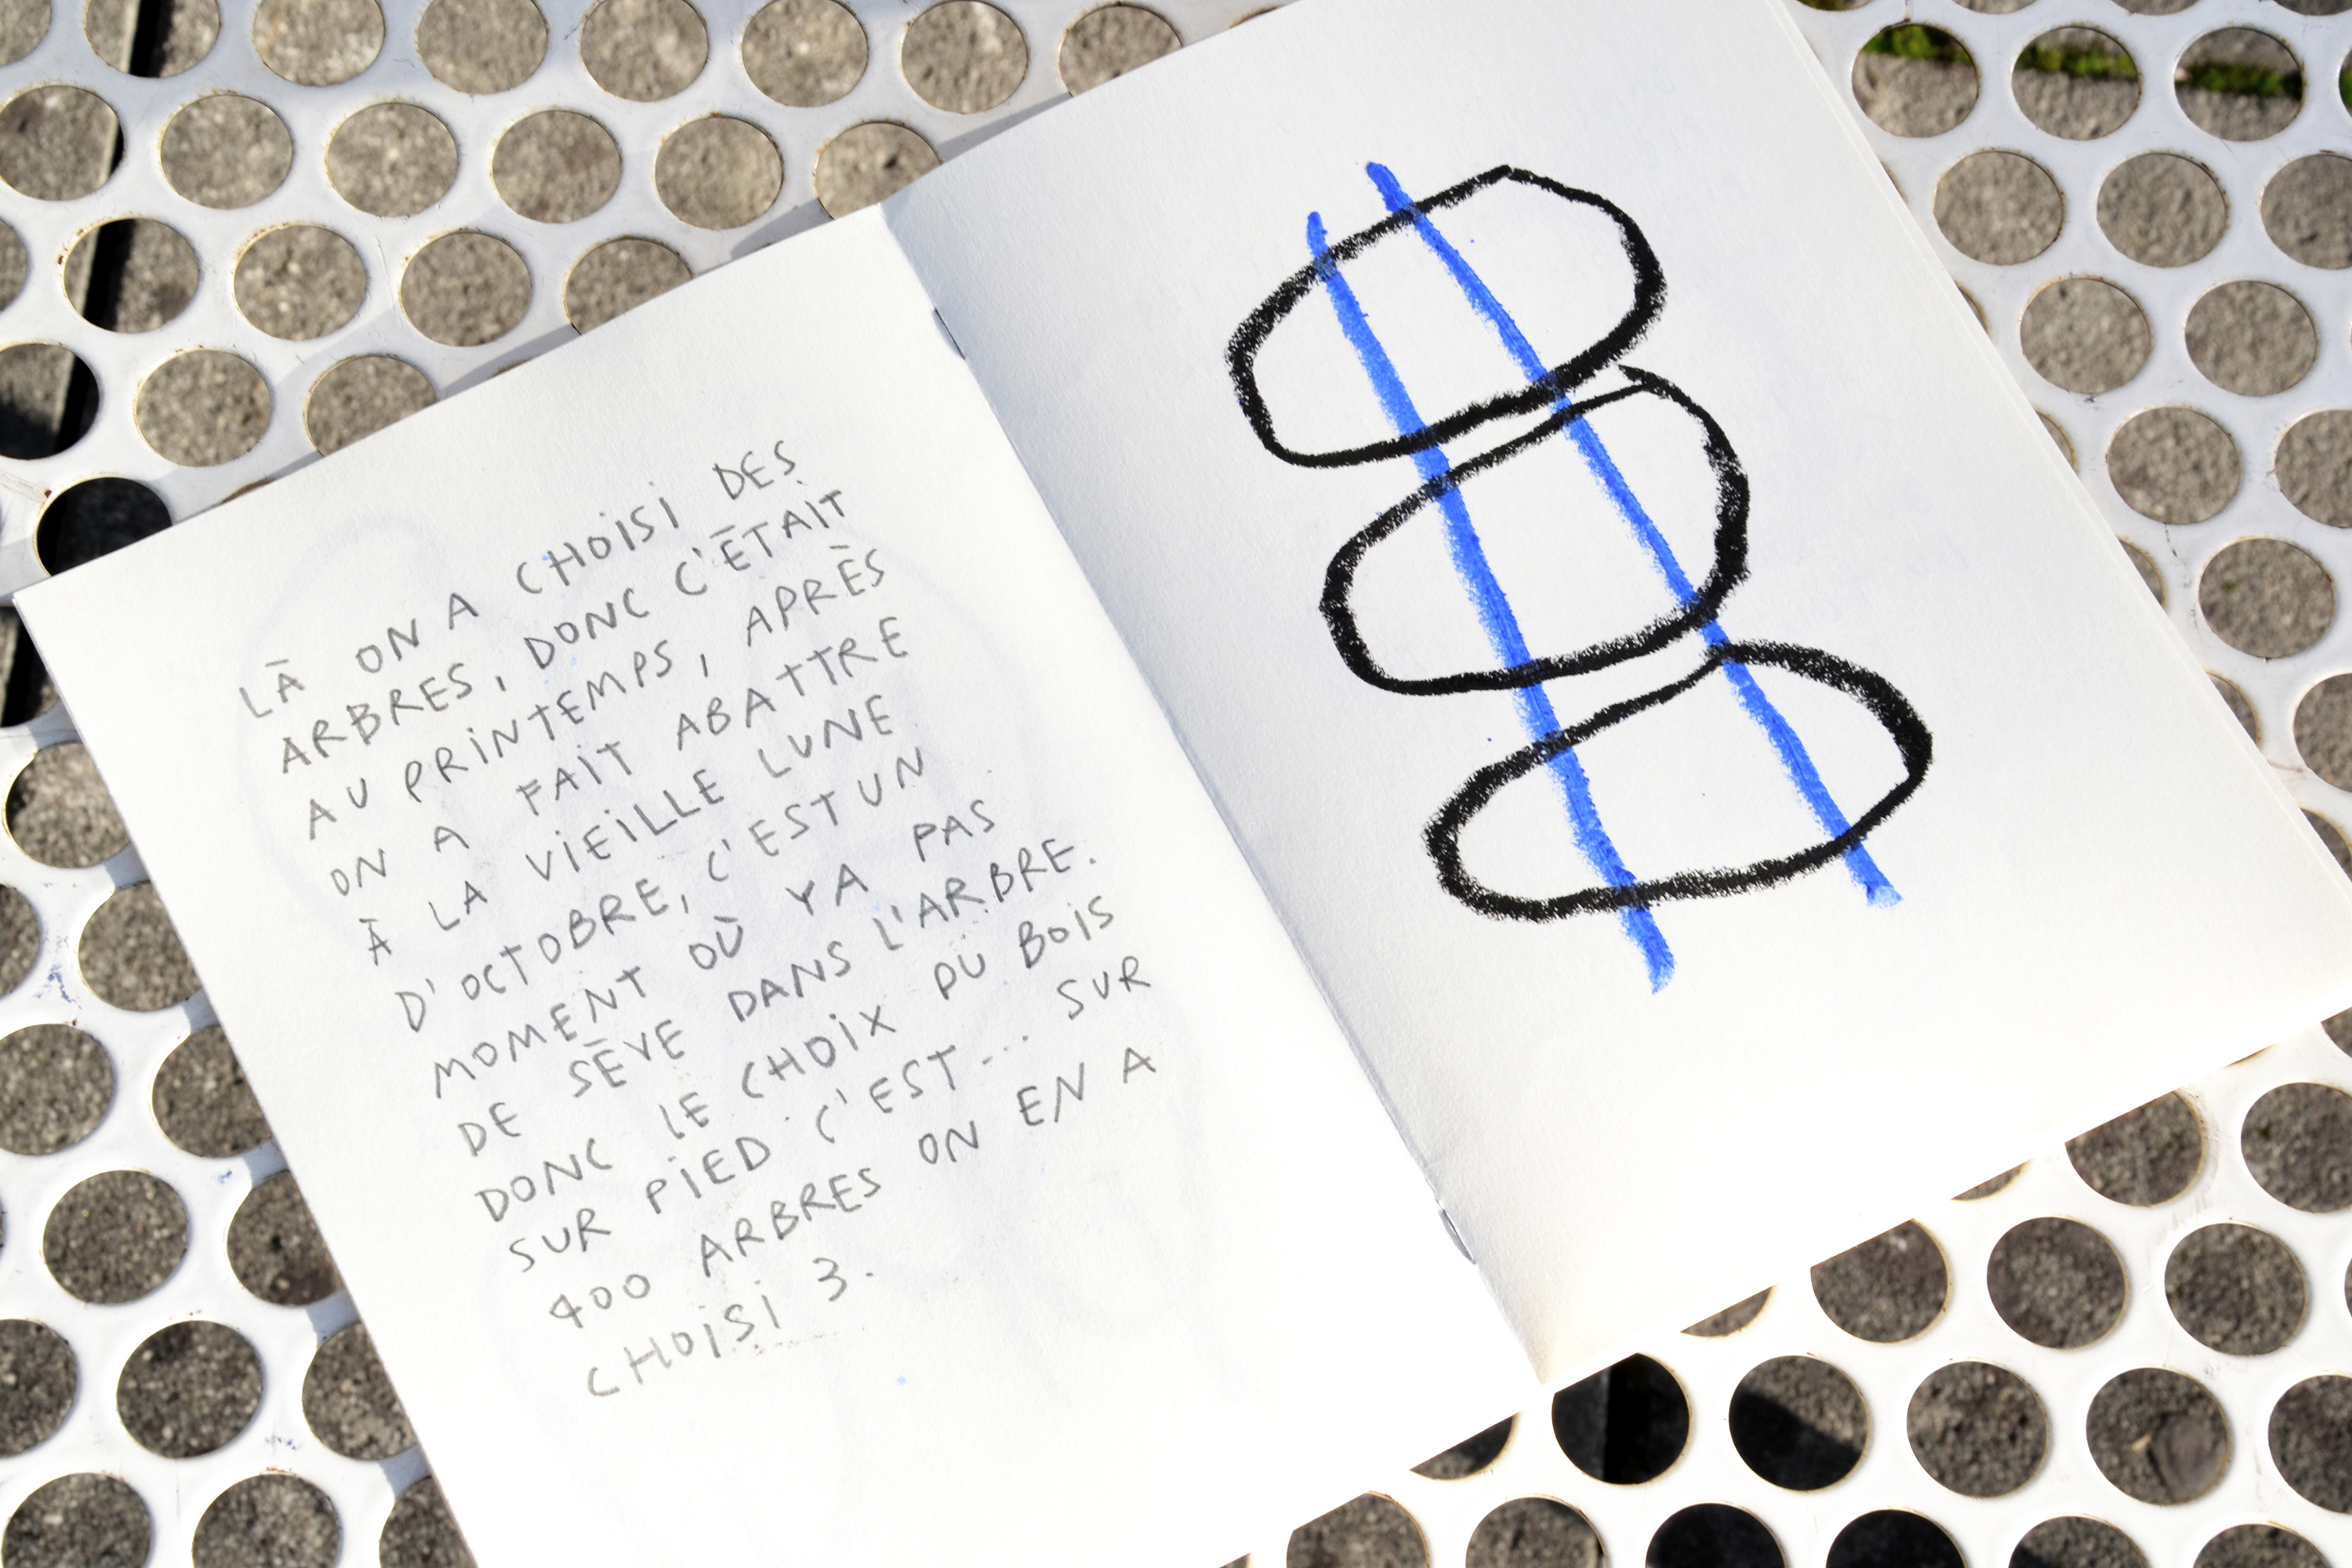 LÀ ON A CHOISI DES
ARBRES, DONC C'ÉTAIT
AU PRINTEMPS, APRÈS
ON A FAIT ABATTRE
À LA VIEILLE LUNE
D'OCTOBRE, C'EST UN
MOMENT OÙ YA PAS
DE SÈVE DANS L'ARBRE.
DONC LE CHOIX DU BOIS
SUR PIED C'EST... SUR
400 ARBRES ON EN A
CHOISI 3.